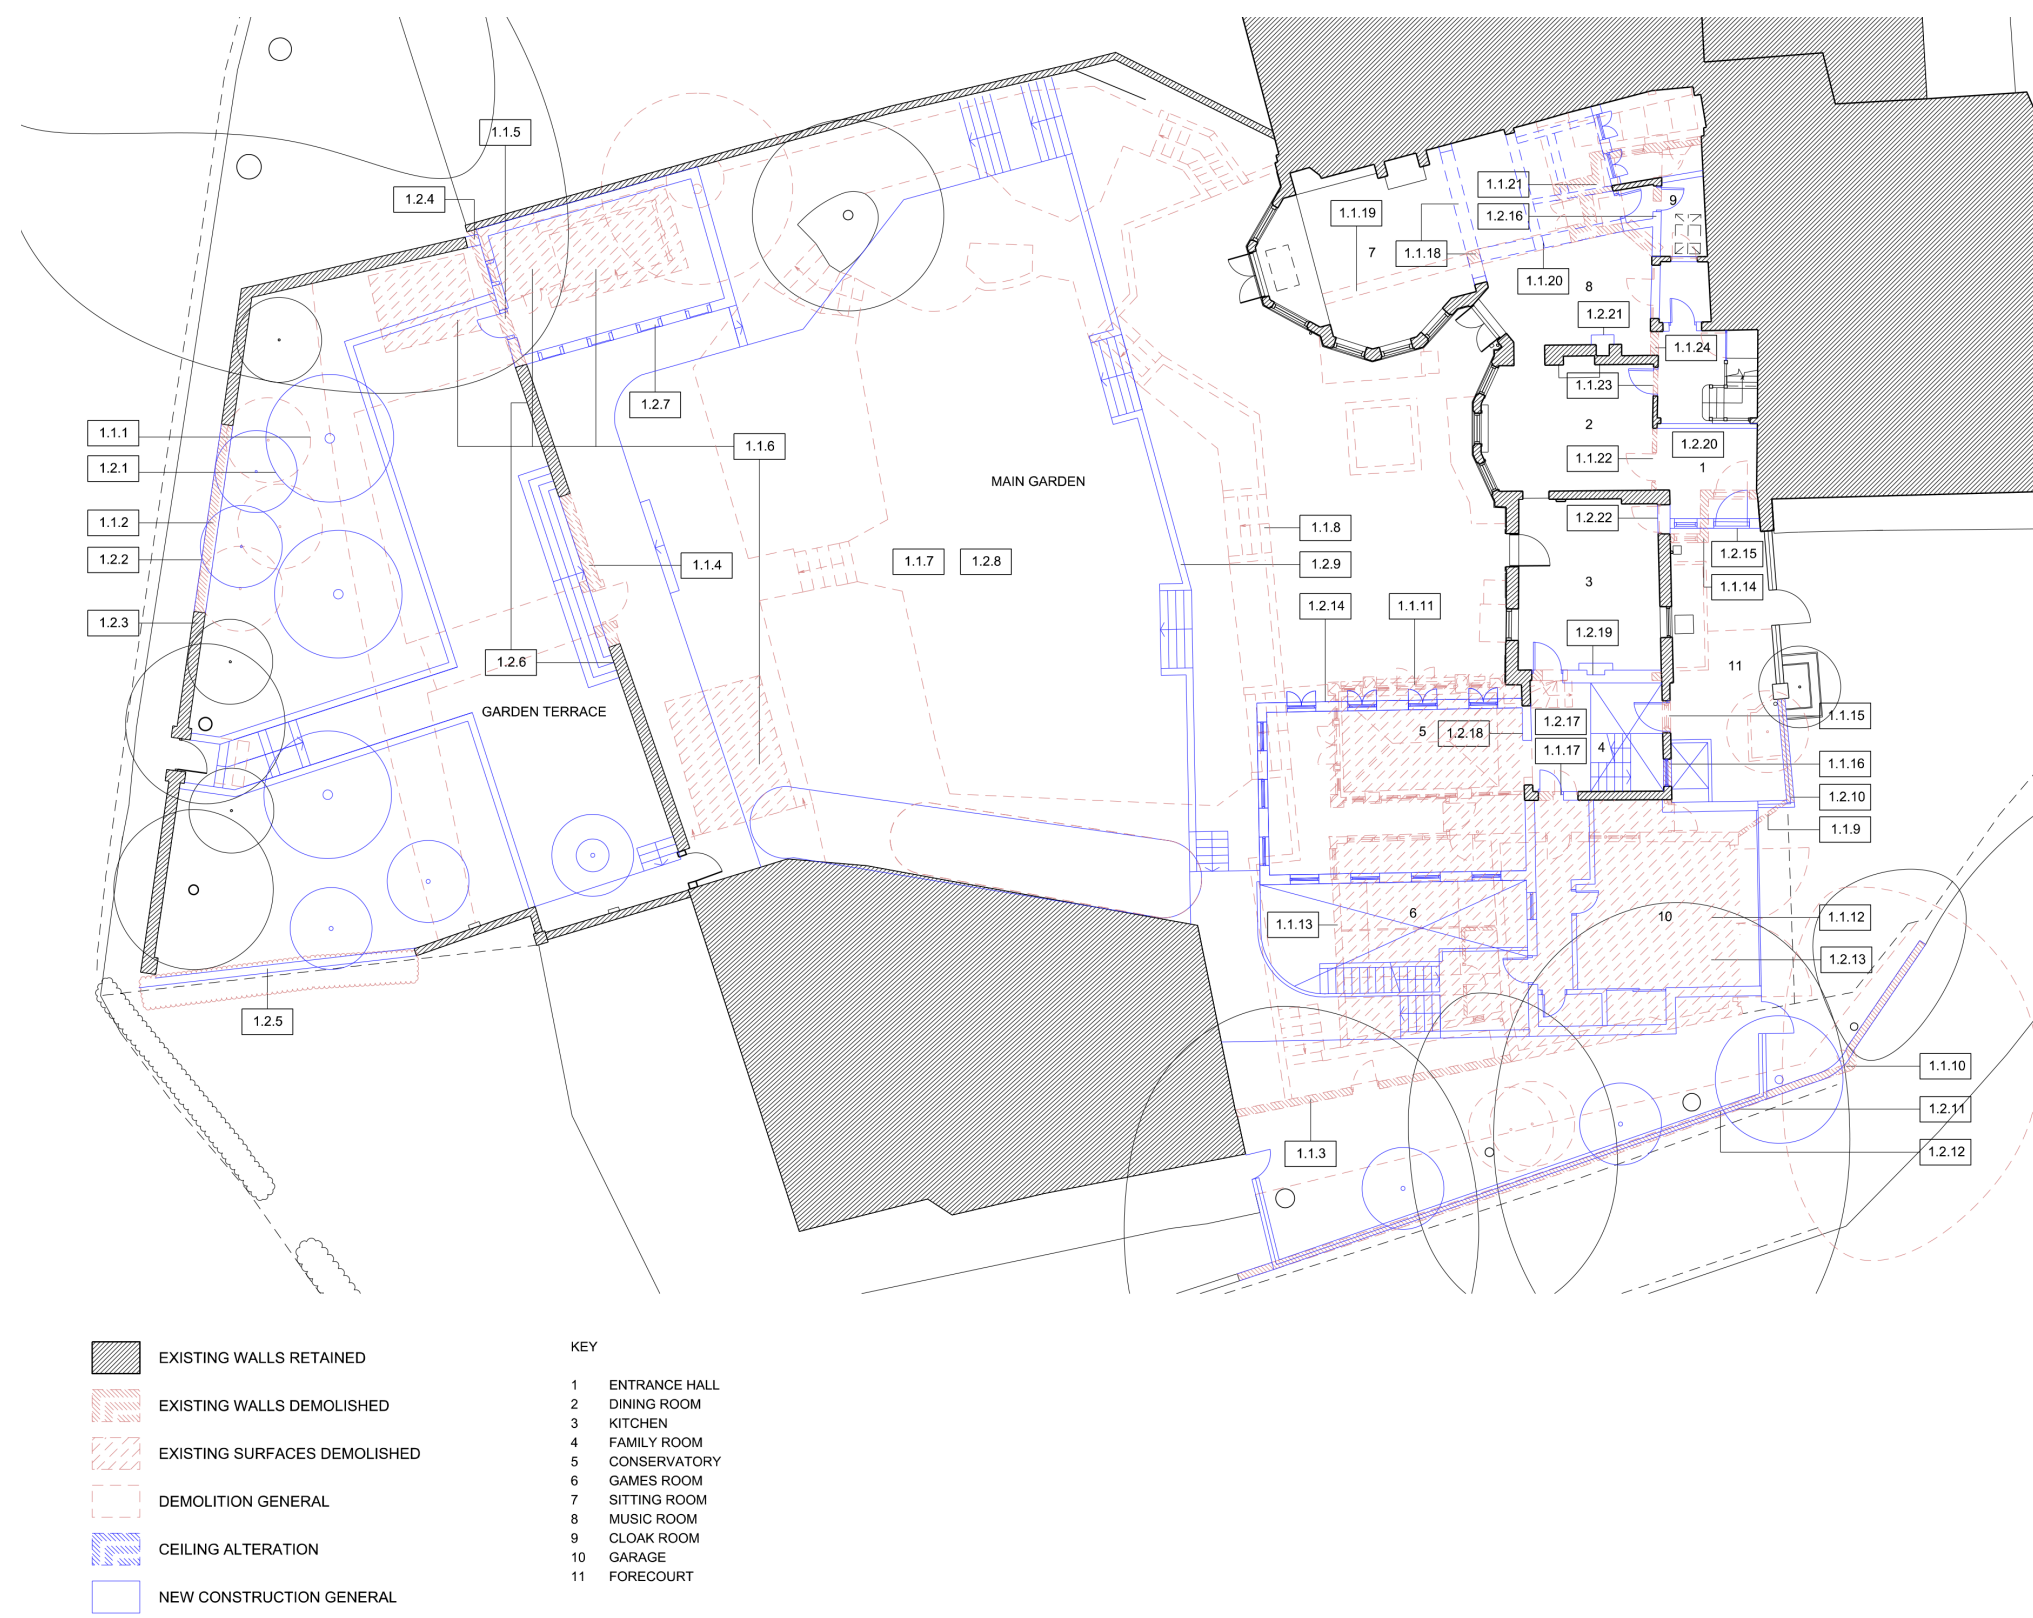 1.1.5
1.2.4
1.1.21
1.2.16
9
1.1.19
7
1.1.18
1.1.20
8
1.2.21
1.1.24
1.1.23
1.2.7
2
1.1.1
1.1.6
1.2.20
1.2.1
1.1.22
1
MAIN GARDEN
1.1.2
1.1.8
1.2.22
1.2.2
1.1.4
1.1.7
1.2.8
1.2.9
1.2.15
3
1.1.14
1.2.14
1.1.11
1.2.3
1.2.19
1.2.6
11
GARDEN TERRACE
1.1.15
5
1.2.18
1.2.17
1.1.17
4
1.1.16
1.2.10
1.1.9
1.1.13
6
10
1.1.12
1.2.13
1.2.5
1.1.10
1.2.11
1.1.3
1.2.12
EXISTING WALLS RETAINED
EXISTING WALLS DEMOLISHED
EXISTING SURFACES DEMOLISHED
DEMOLITION GENERAL
CEILING ALTERATION
NEW CONSTRUCTION GENERAL
KEY
1 ENTRANCE HALL
2 DINING ROOM
3 KITCHEN
4 FAMILY ROOM
5 CONSERVATORY
6 GAMES ROOM
7 SITTING ROOM
8 MUSIC ROOM
9 CLOAK ROOM
10 GARAGE
11 FORECOURT